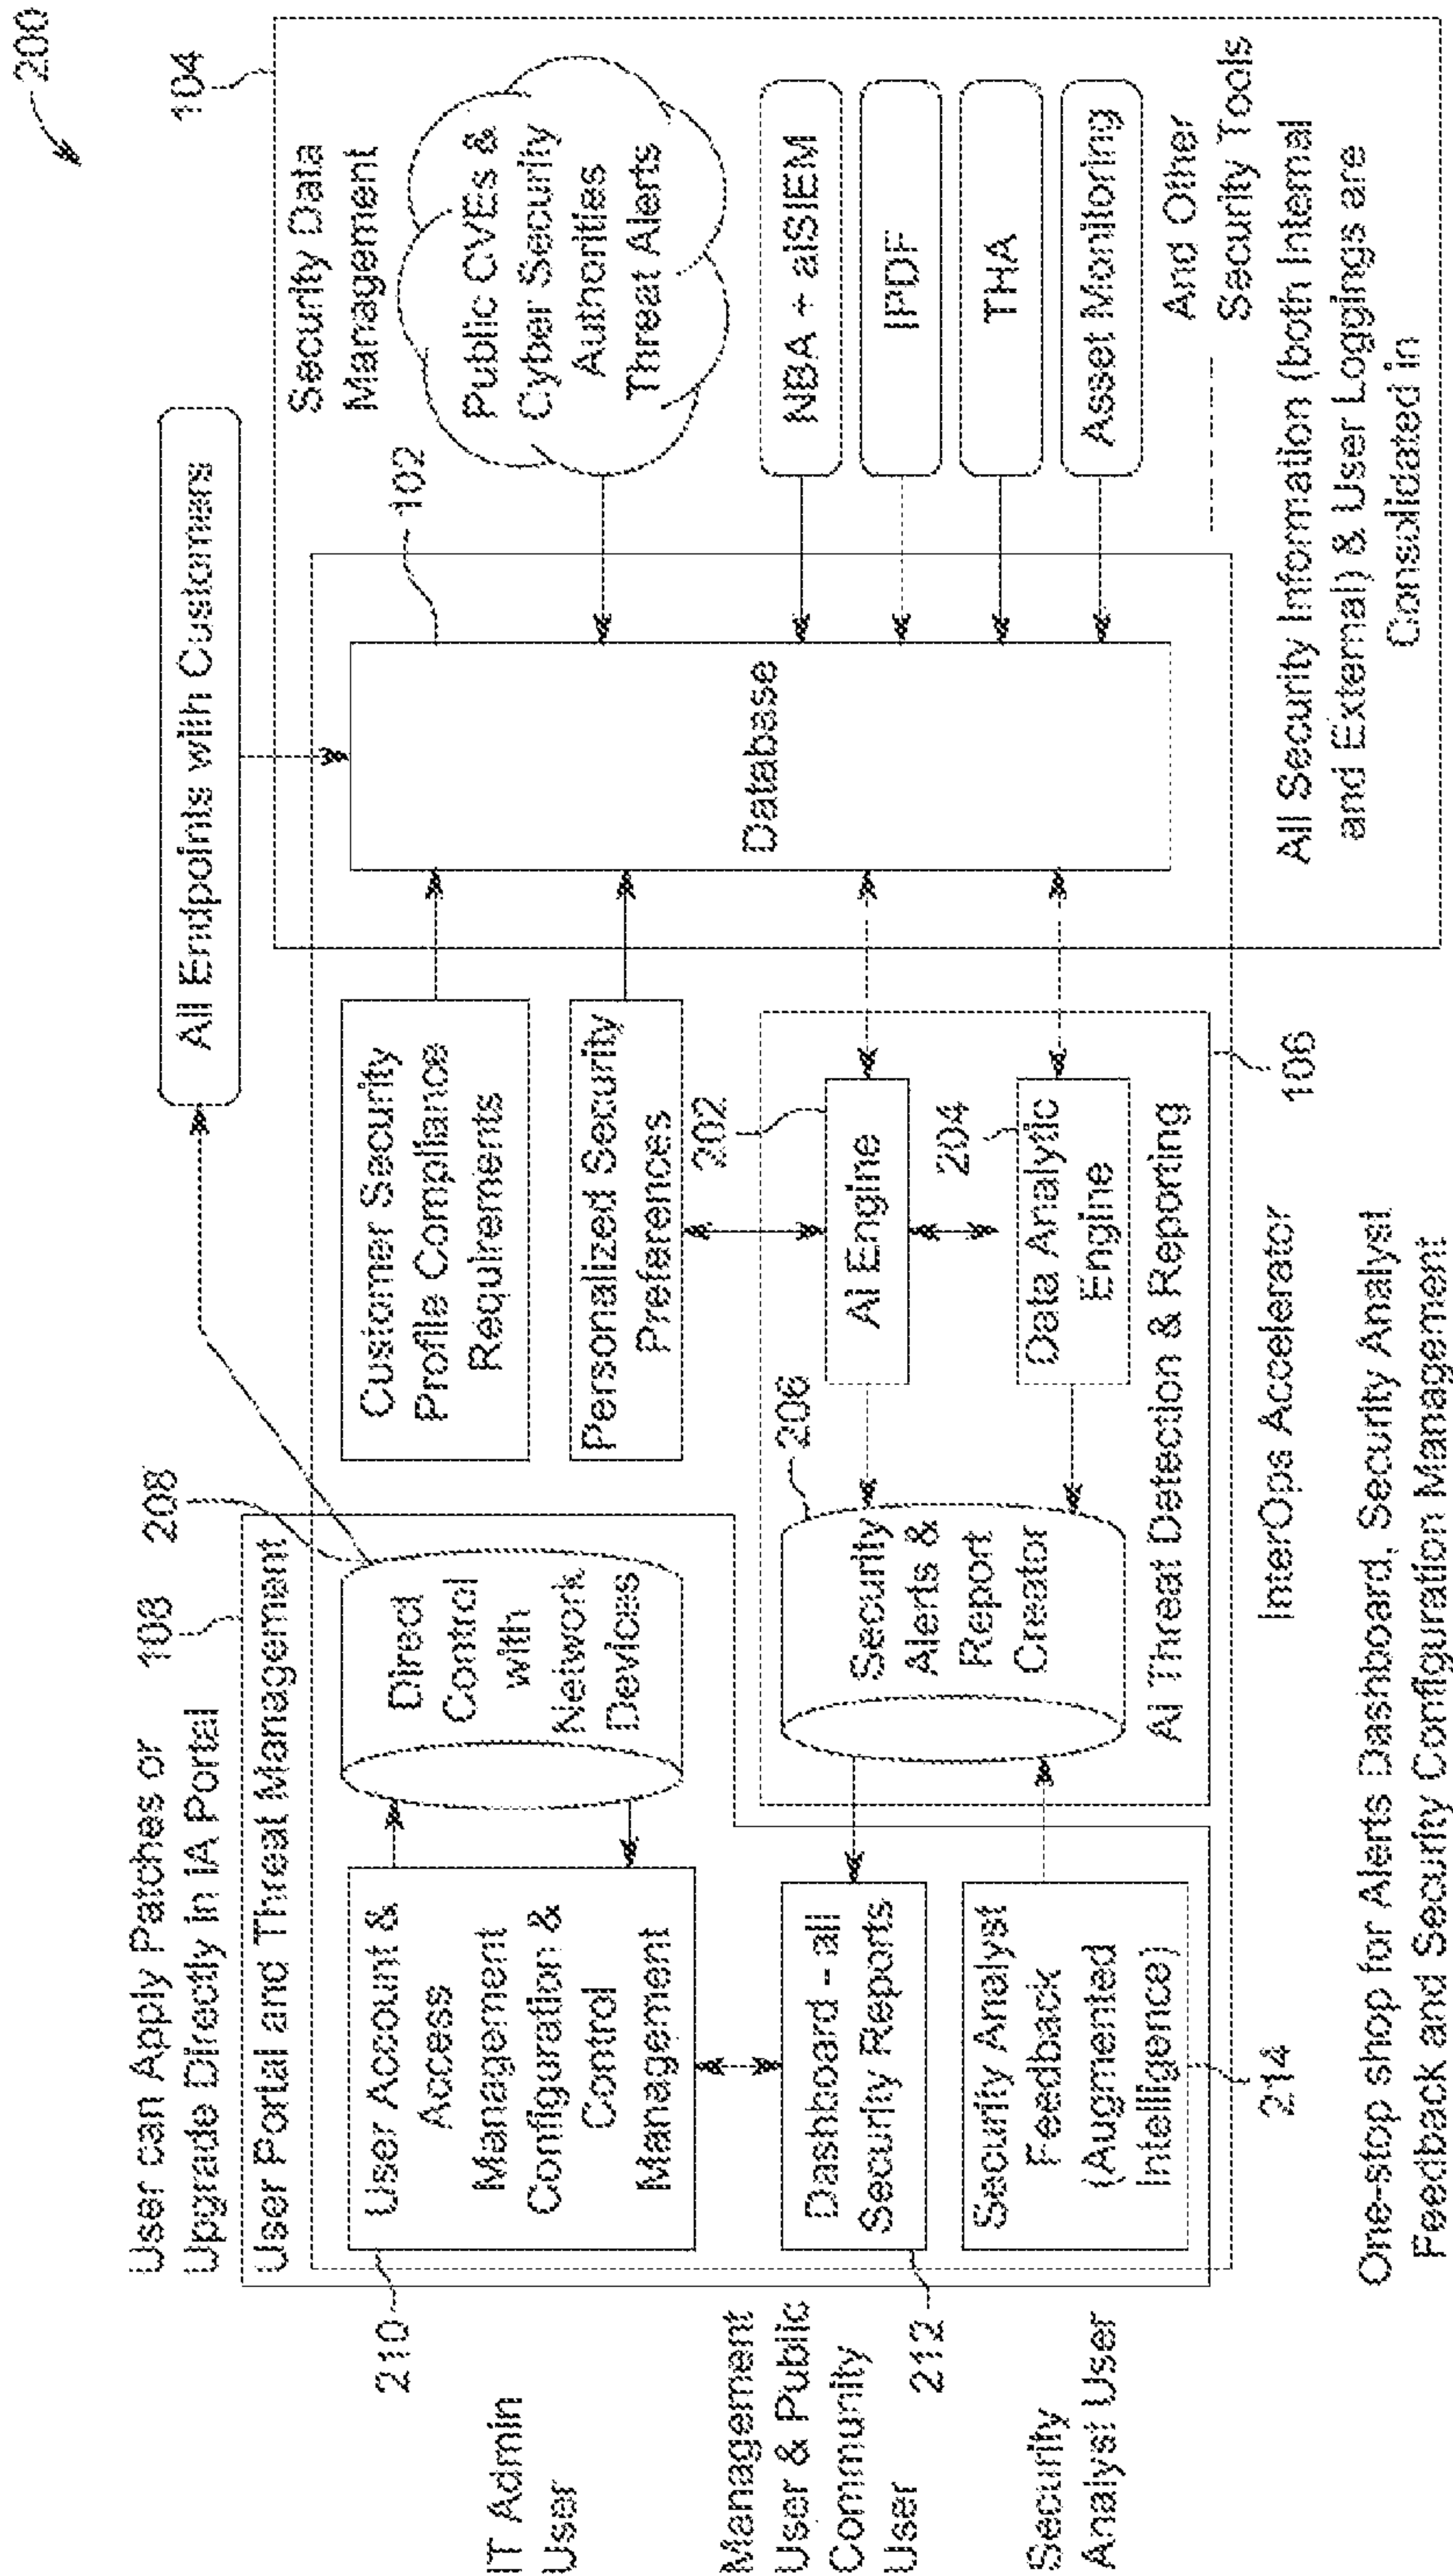 200
User can Apply Patches or
Upgrade Directly in IA Portal
108
208
All Endpoints with Customers
104
User Portal and Threat Management
Security Data
Management
102
210
User Account &
Access
Management
Configuration &
Control
Management
Direct
Control
with
Network
Devices
Customer Security
Profile Compliance
Requirements
Personalized Security
Preferences
Database
Public CVEs &
Cyber Security
Authorities
Threat Alerts
IT Admin
User
Management
User & Public
Community
User
212
Dashboard – all
Security Reports
206
Security
Alerts &
Report
Creator
202
AI Engine
204
Data Analytic
Engine
NBA + aiSIEM
IPDF
THA
Asset Monitoring
And Other
Security Tools
Security
Analyst User
Security Analyst
Feedback
(Augmented
Intelligence)
214
AI Threat Detection & Reporting
106
InterOps Accelerator
All Security Information (both Internal
and External) & User Loggings are
Consolidated in
One-stop shop for Alerts Dashboard, Security Analyst
Feedback and Security Configuration Management